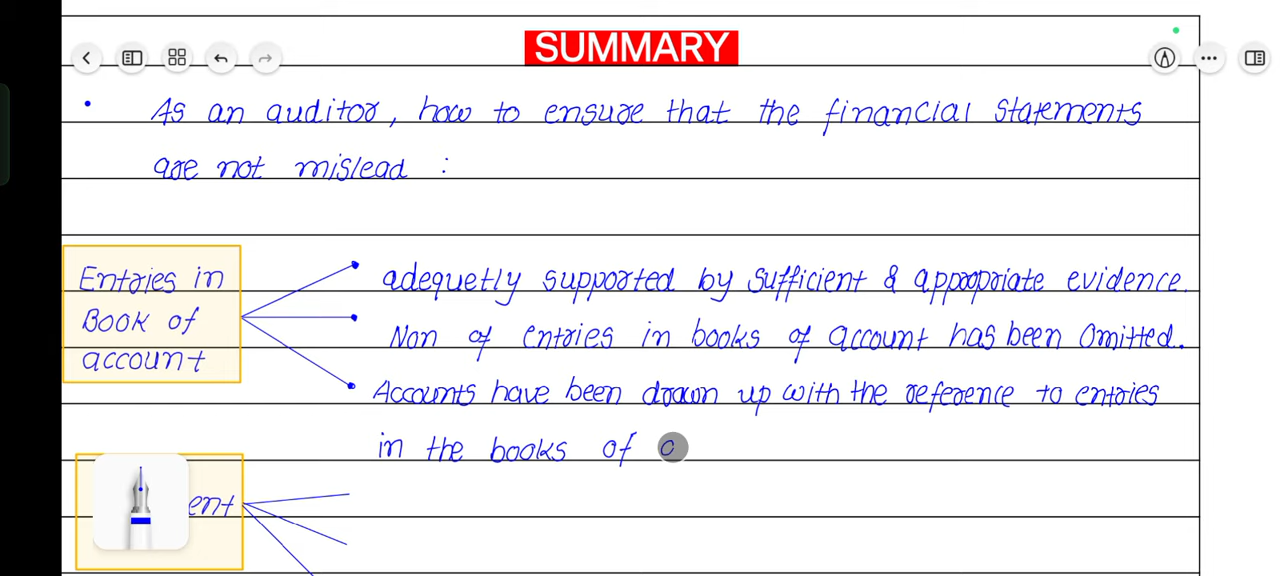 SUMMARY
As an auditor, how to ensure that the financial statements
are not mislead :
Entries in
Book of
account
adequetly supported by sufficient & appropriate evidence.
Non of entries in books of account has been omitted.
Accounts have been drawn up with the reference to entries
in the books of
ent